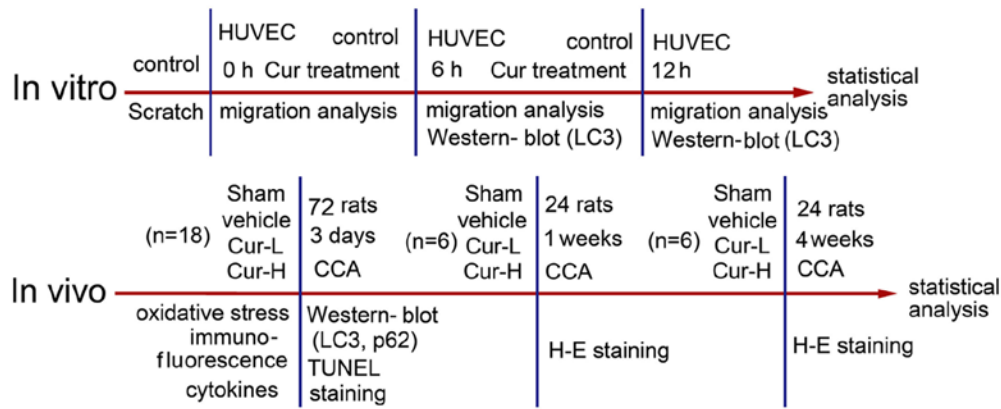 HUVEC control
HUVEC control
HUVEC
control
0 h Cur treatment
6 h Cur treatment
12 h
In vitro
statistical
analysis
Scratch
migration analysis
migration analysis
Western- blot (LC3)
migration analysis
Western- blot (LC3)
(n=18)
Sham
vehicle
Cur-L
Cur-H
72 rats
3 days
CCA
(n=6)
Sham
vehicle
Cur-L
Cur-H
24 rats
1 weeks
CCA
(n=6)
Sham
vehicle
Cur-L
Cur-H
24 rats
4 weeks
CCA
In vivo
statistical
analysis
oxidative stress
immuno-
fluorescence
cytokines
Western- blot
(LC3, p62)
TUNEL
staining
H-E staining
H-E staining